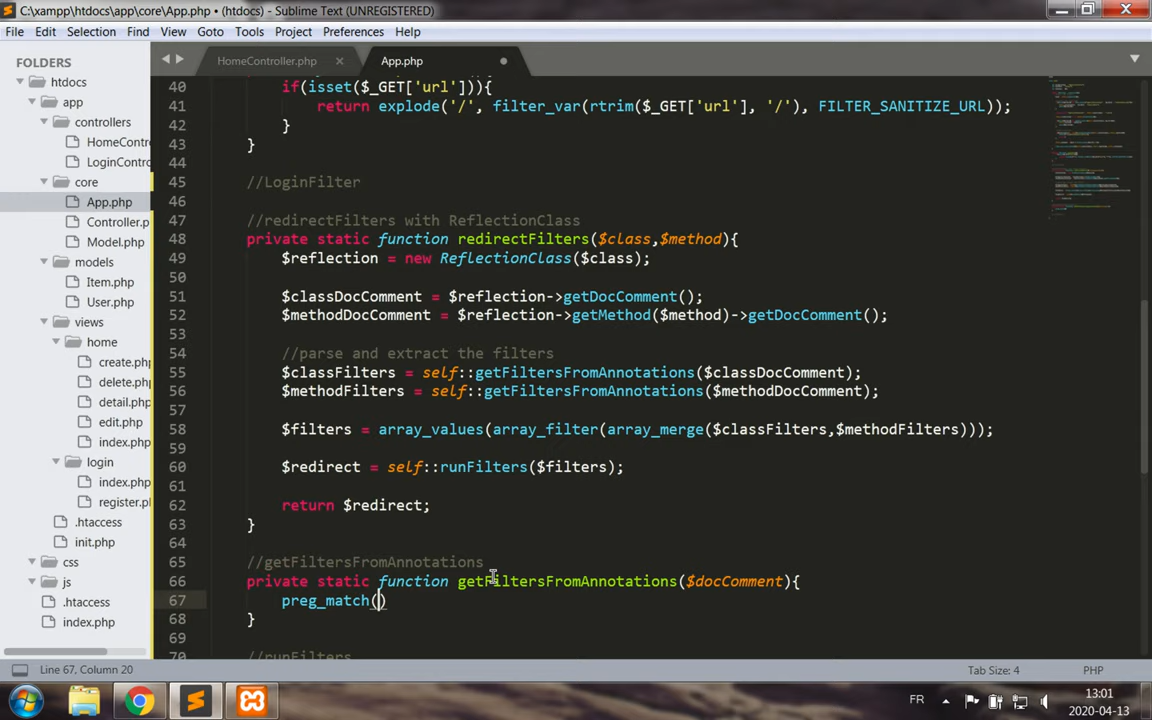 C:\xampp\htdocs\app\core\App.php • (htdocs) - Sublime Text (UNREGISTERED)
File Edit Selection Find View Goto Tools Project Preferences Help
FOLDERS
htdocs
app
controllers
HomeContr
LoginContr
core
App.php
Controller.p
Model.php
models
Item.php
User.php
views
home
create.php
delete.php
detail.php
edit.php
index.php
login
index.php
register.pl
.htaccess
init.php
css
js
.htaccess
index.php
HomeController.php App.php
40 if(isset($_GET['url'])){
41 return explode('/', filter_var(rtrim($_GET['url'], '/'), FILTER_SANITIZE_URL));
42 }
43 }
44
45 //LoginFilter
46
47 //redirectFilters with ReflectionClass
48 private static function redirectFilters($class,$method){
49 $reflection = new ReflectionClass($class);
50
51 $classDocComment = $reflection->getDocComment();
52 $methodDocComment = $reflection->getMethod($method)->getDocComment();
53
54 //parse and extract the filters
55 $classFilters = self::getFiltersFromAnnotations($classDocComment);
56 $methodFilters = self::getFiltersFromAnnotations($methodDocComment);
57
58 $filters = array_values(array_filter(array_merge($classFilters,$methodFilters)));
59
60 $redirect = self::runFilters($filters);
61
62 return $redirect;
63 }
64
65 //getFiltersFromAnnotations
66 private static function getFiltersFromAnnotations($docComment){
67 preg_match()
68 }
69
70 //runFilters
Line 67, Column 20 Tab Size: 4 PHP
FR 13:01
2020-04-13